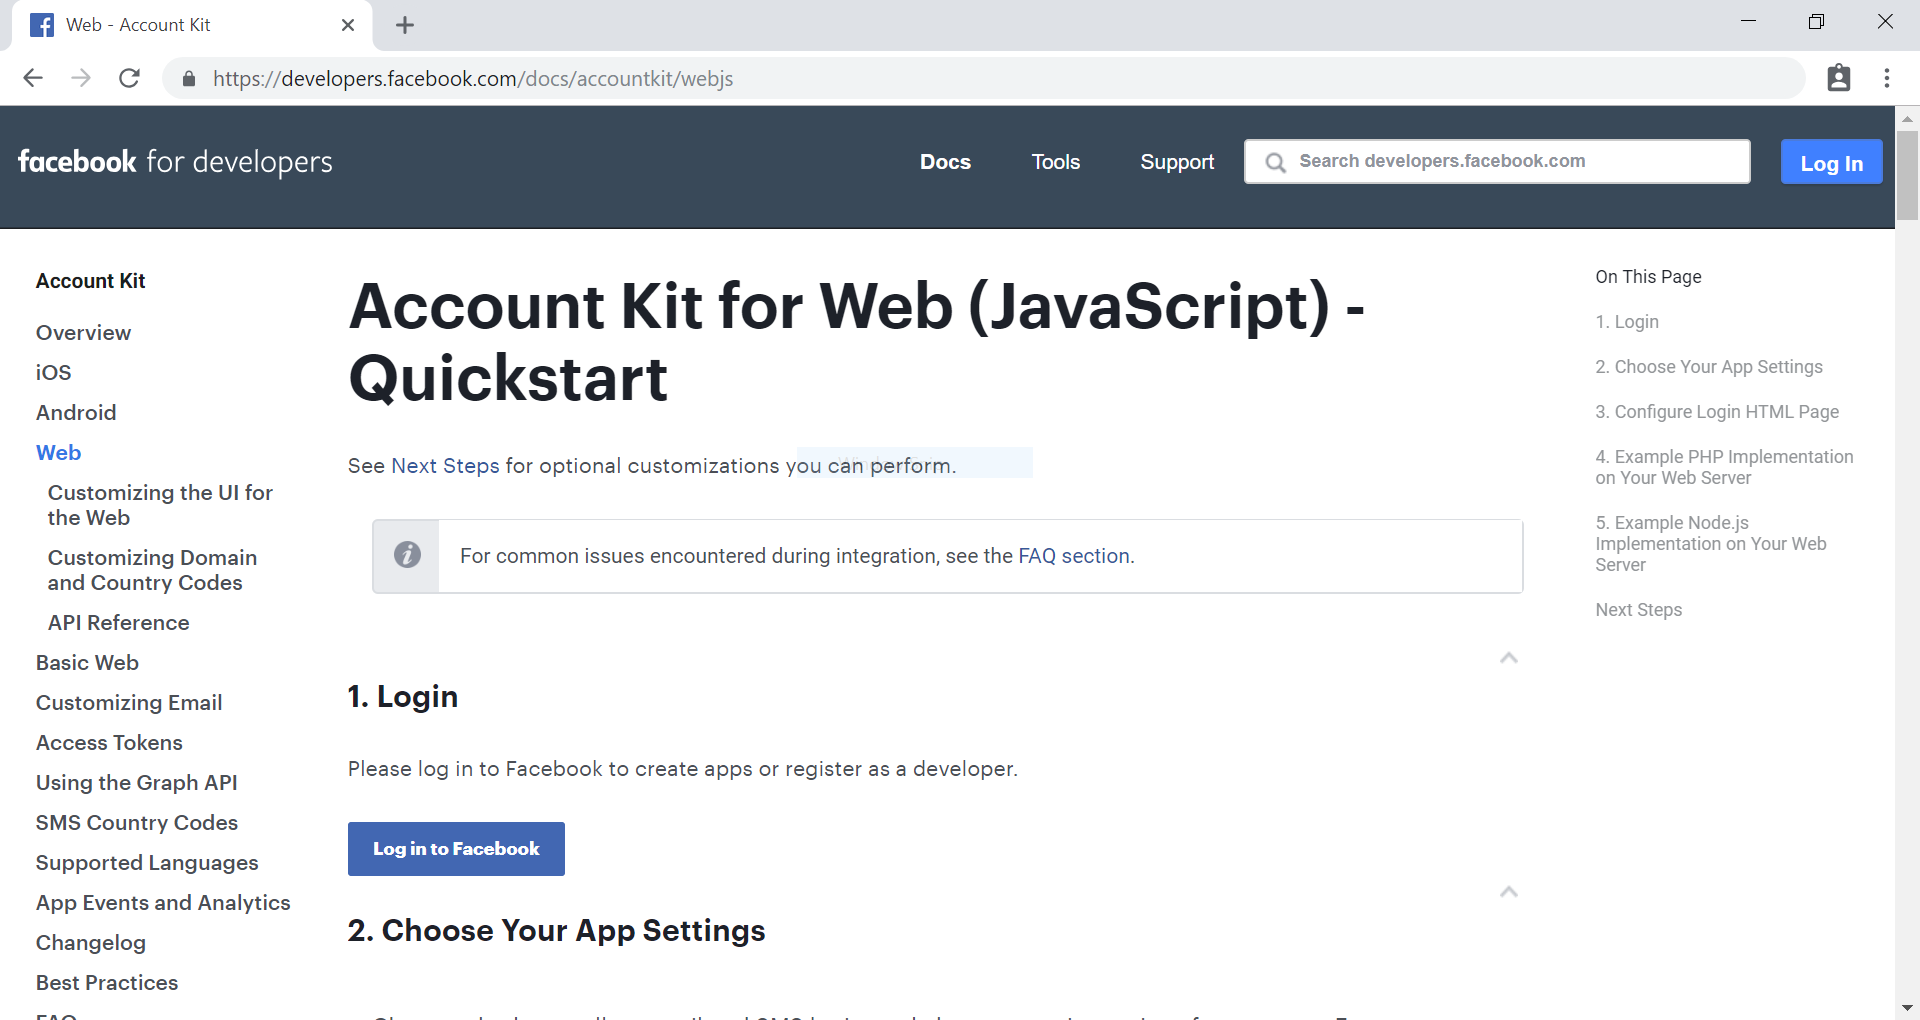 Web - Account Kit
https://developers.facebook.com/docs/accountkit/webjs
facebook for developers
Docs
Tools
Support
Search developers.facebook.com
Log In
Account Kit
Overview
iOS
Android
Web
Customizing the UI for
the Web
Customizing Domain
and Country Codes
API Reference
Basic Web
Customizing Email
Access Tokens
Using the Graph API
SMS Country Codes
Supported Languages
App Events and Analytics
Changelog
Best Practices
FAQ
Account Kit for Web (JavaScript) -
Quickstart
See Next Steps for optional customizations you can perform.
For common issues encountered during integration, see the FAQ section.
1. Login
Please log in to Facebook to create apps or register as a developer.
Log in to Facebook
2. Choose Your App Settings
On This Page
1. Login
2. Choose Your App Settings
3. Configure Login HTML Page
4. Example PHP Implementation
on Your Web Server
5. Example Node.js
Implementation on Your Web
Server
Next Steps